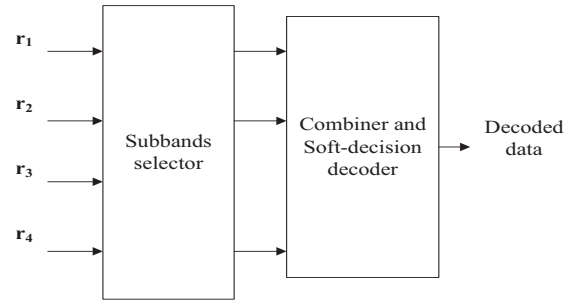 r1
r2
r3
r4
Subbands
selector
Combiner and
Soft-decision
decoder
Decoded
data